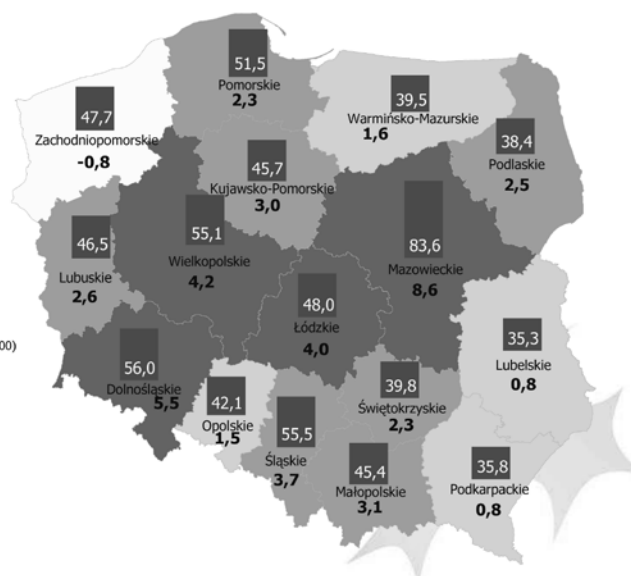 51,5
Pomorskie
2,3
39,5
Warmińsko-Mazurskie
1,6
47,7
Zachodniopomorskie
-0,8
38,4
Podlaskie
2,5
45,7
Kujawsko-Pomorskie
3,0
55,1
Wielkopolskie
4,2
83,6
Mazowieckie
8,6
46,5
Lubuskie
2,6
48,0
Łódzkie
4,0
35,3
Lubelskie
0,8
00)
56,0
Dolnośląskie
5,5
42,1
Opolskie
1,5
39,8
Świętokrzyskie
2,3
55,5
Śląskie
3,7
45,4
Małopolskie
3,1
35,8
Podkarpackie
0,8